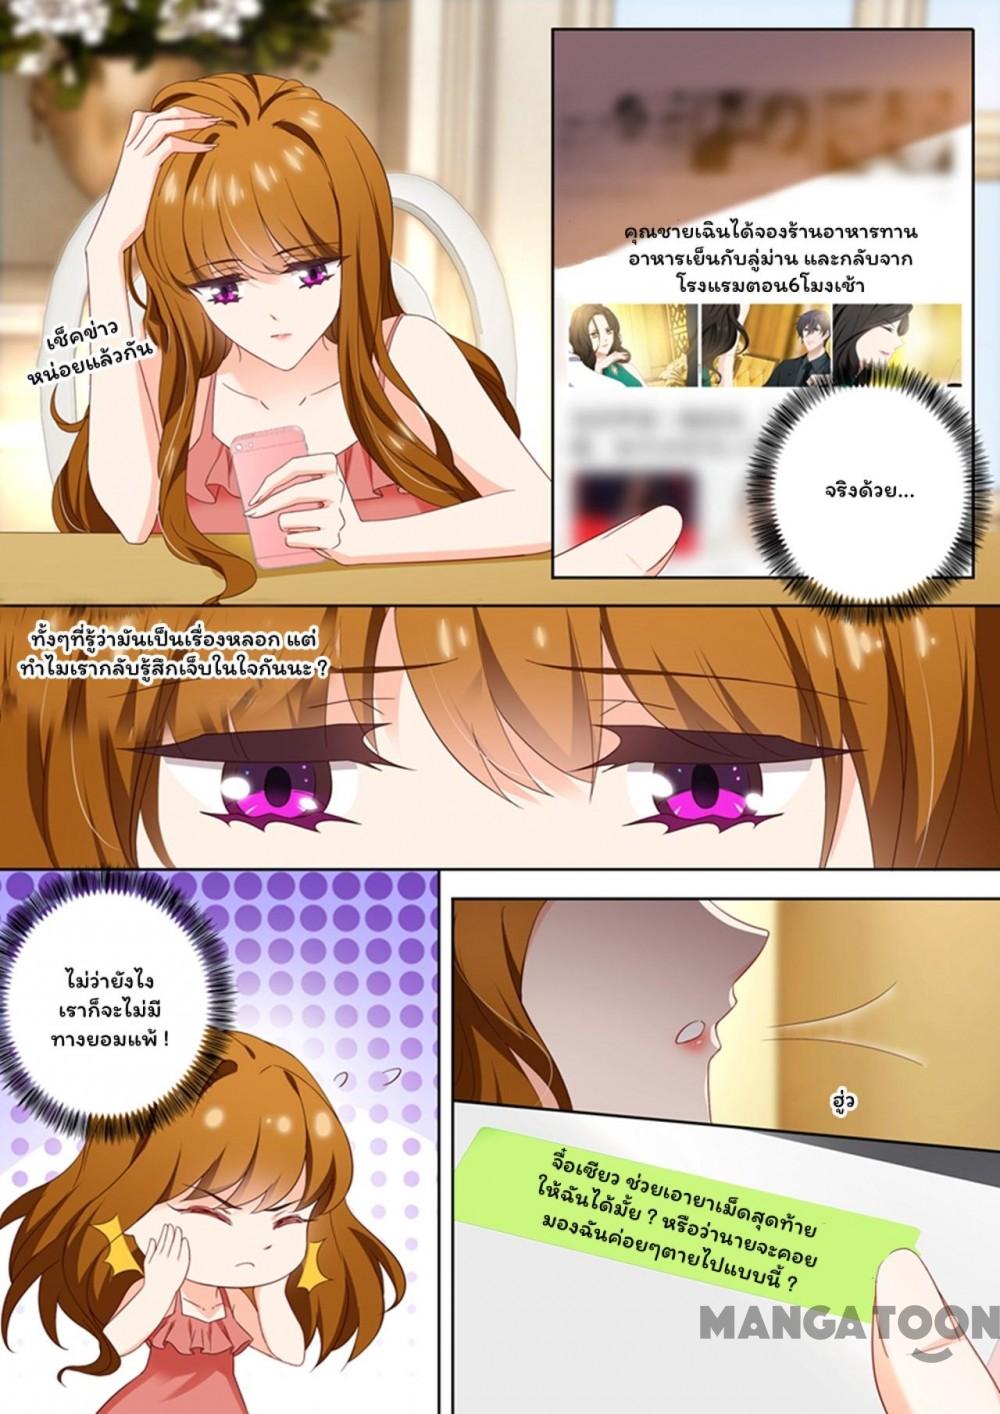 เช็คข่าว
หน่อยแล้วกัน
คุณชายเฉินได้จองร้านอาหารทาน
อาหารเย็นกับลู่ม่าน และกลับจาก
โรงแรมตอน6โมงเช้า
จริงด้วย...
ทั้งๆที่รู้ว่ามันเป็นเรื่องหลอก แต่
ทำไมเรากลับรู้สึกเจ็บในใจกันนะ ?
ไม่ว่ายังไง
เราก็จะไม่มี
ทางยอมแพ้ !
ฮู่ว
จื๋อเซียว ช่วยเอายาเม็ดสุดท้าย
ให้ฉันได้มั้ย ? หรือว่านายจะคอย
มองฉันค่อยๆตายไปแบบนี้ ?
MANGATOON